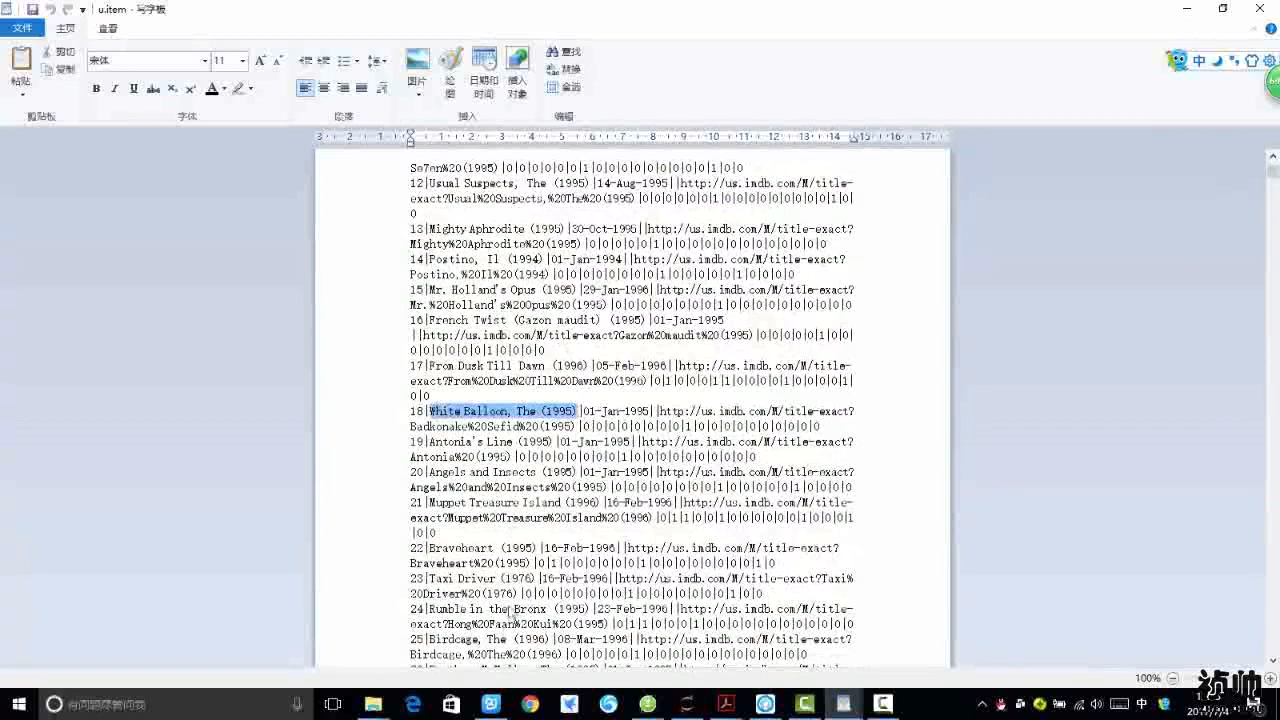 u.item - 写字板
文件 主页 查看
粘贴 剪切 复制
宋体 11
图片 绘图 日期和时间 插入对象
查找 替换 全选
剪贴板 字体 段落 插入 编辑
3 2 1 1 2 3 4 5 6 7 8 9 10 11 12 13 14 15 16 17
Se7en%20(1995)|0|0|0|0|0|0|1|0|0|0|0|0|0|0|0|0|1|0|0
12|Usual Suspects, The (1995)|14-Aug-1995||http://us.imdb.com/M/title-
exact?Usual%20Suspects,%20The%20(1995)|0|0|0|0|0|0|1|0|0|0|0|0|0|0|0|0|1|0|
0
13|Mighty Aphrodite (1995)|30-Oct-1995||http://us.imdb.com/M/title-exact?
Mighty%20Aphrodite%20(1995)|0|0|0|0|0|1|0|0|0|0|0|0|0|0|0|0|0|0|0
14|Postino, Il (1994)|01-Jan-1994||http://us.imdb.com/M/title-exact?
Postino,%20Il%20(1994)|0|0|0|0|0|0|0|0|1|0|0|0|0|0|1|0|0|0|0
15|Mr. Holland's Opus (1995)|29-Jan-1996||http://us.imdb.com/M/title-exact?
Mr.%20Holland's%20Opus%20(1995)|0|0|0|0|0|0|0|0|1|0|0|0|0|0|0|0|0|0|0
16|French Twist (Gazon maudit) (1995)|01-Jan-1995
||http://us.imdb.com/M/title-exact?Gazon%20maudit%20(1995)|0|0|0|0|0|1|0|0|
0|0|0|0|0|0|1|0|0|0|0
17|From Dusk Till Dawn (1996)|05-Feb-1996||http://us.imdb.com/M/title-
exact?From%20Dusk%20Till%20Dawn%20(1996)|0|1|0|0|0|1|1|0|0|0|0|1|0|0|0|0|1|
0|0
18|White Balloon, The (1995)|01-Jan-1995||http://us.imdb.com/M/title-exact?
Badkonake%20Sefid%20(1995)|0|0|0|0|0|0|0|0|1|0|0|0|0|0|0|0|0|0|0
19|Antonia's Line (1995)|01-Jan-1995||http://us.imdb.com/M/title-exact?
Antonia%20(1995)|0|0|0|0|0|0|0|0|1|0|0|0|0|0|0|0|0|0|0
20|Angels and Insects (1995)|01-Jan-1995||http://us.imdb.com/M/title-exact?
Angels%20and%20Insects%20(1995)|0|0|0|0|0|0|0|0|1|0|0|0|0|0|1|0|0|0|0
21|Muppet Treasure Island (1996)|16-Feb-1996||http://us.imdb.com/M/title-
exact?Muppet%20Treasure%20Island%20(1996)|0|1|1|0|0|1|0|0|0|0|0|0|1|0|0|0|1
|0|0
22|Braveheart (1995)|16-Feb-1996||http://us.imdb.com/M/title-exact?
Braveheart%20(1995)|0|1|0|0|0|0|0|0|1|0|0|0|0|0|0|0|0|1|0
23|Taxi Driver (1976)|16-Feb-1996||http://us.imdb.com/M/title-exact?Taxi%
20Driver%20(1976)|0|0|0|0|0|0|0|0|1|0|0|0|0|0|0|0|1|0|0
24|Rumble in the Bronx (1995)|23-Feb-1996||http://us.imdb.com/M/title-
exact?Hong%20Faan%20Kui%20(1995)|0|1|1|0|0|0|1|0|0|0|0|0|0|0|0|0|0|0|0
25|Birdcage, The (1996)|08-Mar-1996||http://us.imdb.com/M/title-exact?
Birdcage,%20The%20(1996)|0|0|0|0|0|1|0|0|0|0|0|0|0|0|0|0|0|0|0
100%
有问题尽管问我
中
中